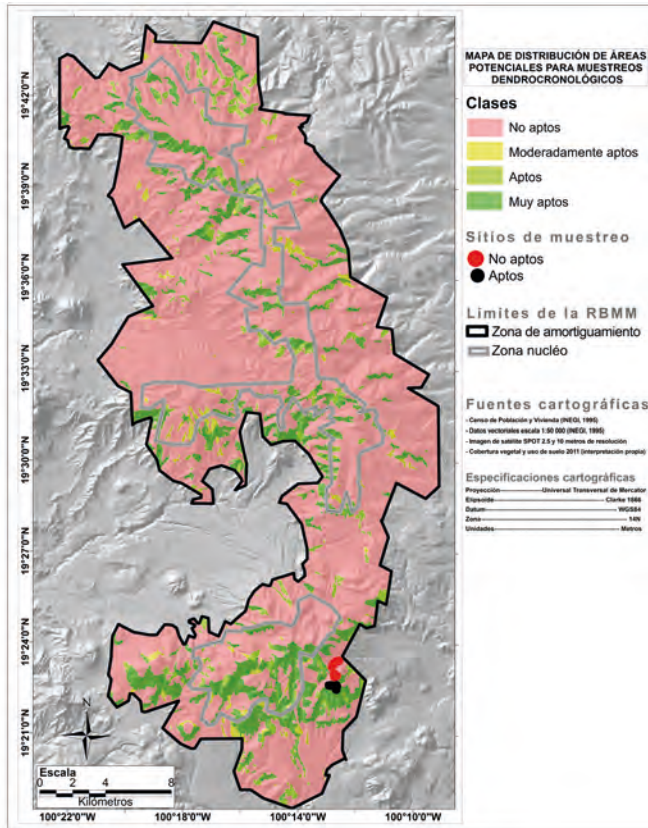 MAPA DE DISTRIBUCIÓN DE ÁREAS
POTENCIALES PARA MUESTREOS
DENDROCRONOLÓGICOS
Clases
No aptos
Moderadamente aptos
Aptos
Muy aptos
Sitios de muestreo
No aptos
Aptos
Limites de la RBMM
Zona de amortiguamiento
Zona nucléo
Fuentes cartográficas
- Censo de Población y Vivienda (INEGI, 1995)
- Datos vectoriales escala 1:50 000 (INEGI, 1995)
- Imagen de satélite SPOT 2.5 y 10 metros de resolución
- Cobertura vegetal y uso de suelo 2011 (interpretación propia)
Especificaciones cartográficas
Proyección Universal Transversal de Mercator
Elipsoide Clarke 1866
Datum WGS84
Zona 14N
Unidades Metros
19°42'0"N
19°39'0"N
19°36'0"N
19°33'0"N
19°30'0"N
19°27'0"N
19°24'0"N
19°21'0"N
N
Escala
0 2 4 8
Kilómetros
100°22'0"W 100°18'0"W 100°14'0"W 100°10'0"W